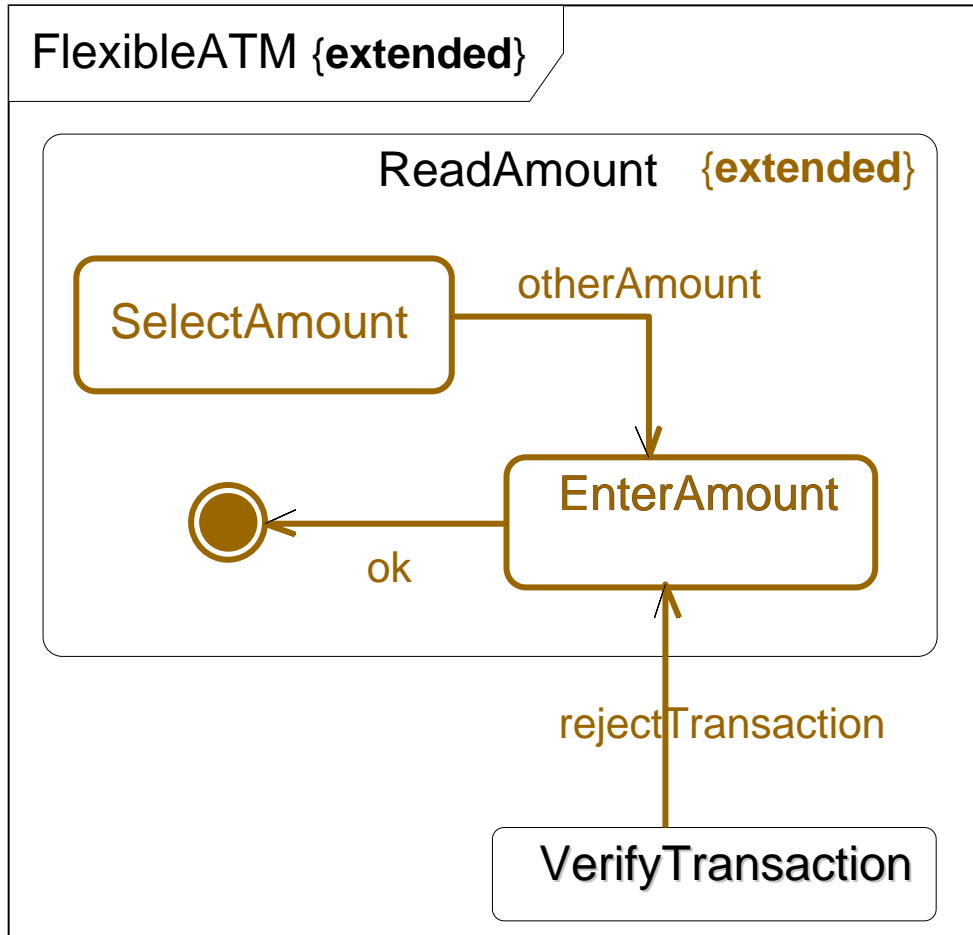 FlexibleATM {extended}
ReadAmount {extended}
otherAmount
SelectAmount
EnterAmount
ok
rejectTransaction
VerifyTransaction